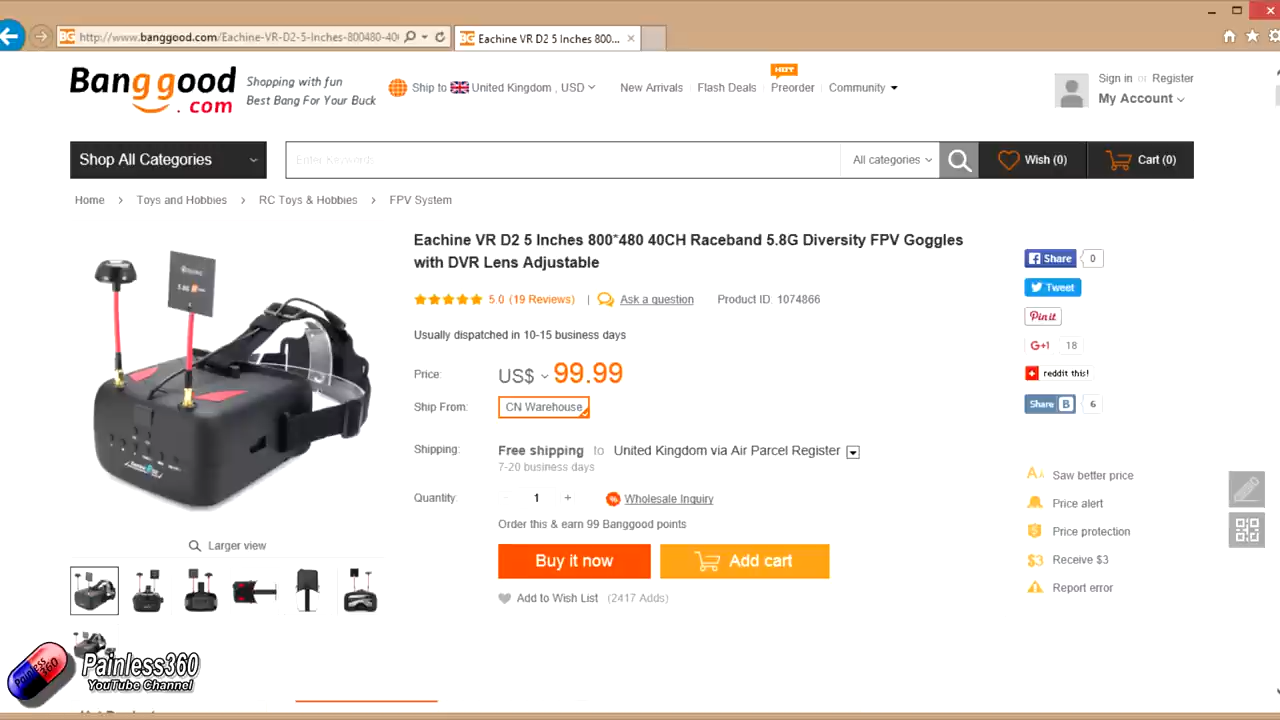 http://www.banggood.com/Eachine-VR-D2-5-Inches-800480-40(
Eachine VR D2 5 Inches 800...
Banggood
.com
Shopping with fun
Best Bang For Your Buck
Ship to United Kingdom , USD
New Arrivals
Flash Deals
HOT
Preorder
Community
Sign in or Register
My Account
Shop All Categories
Enter Keywords
All categories
Wish (0)
Cart (0)
Home > Toys and Hobbies > RC Toys & Hobbies > FPV System
Eachine VR D2 5 Inches 800*480 40CH Raceband 5.8G Diversity FPV Goggles
with DVR Lens Adjustable
5.0 (19 Reviews) | Ask a question Product ID: 1074866
Usually dispatched in 10-15 business days
Price: US$ 99.99
Ship From: CN Warehouse
Shipping: Free shipping to United Kingdom via Air Parcel Register
7-20 business days
Quantity: - 1 + Wholesale Inquiry
Order this & earn 99 Banggood points
Buy it now
Add cart
Add to Wish List (2417 Adds)
Larger view
Share 0
Tweet
Pin it
G+1 18
reddit this!
Share B 6
Saw better price
Price alert
Price protection
$3 Receive $3
Report error
Painless360
Painless360
YouTube Channel